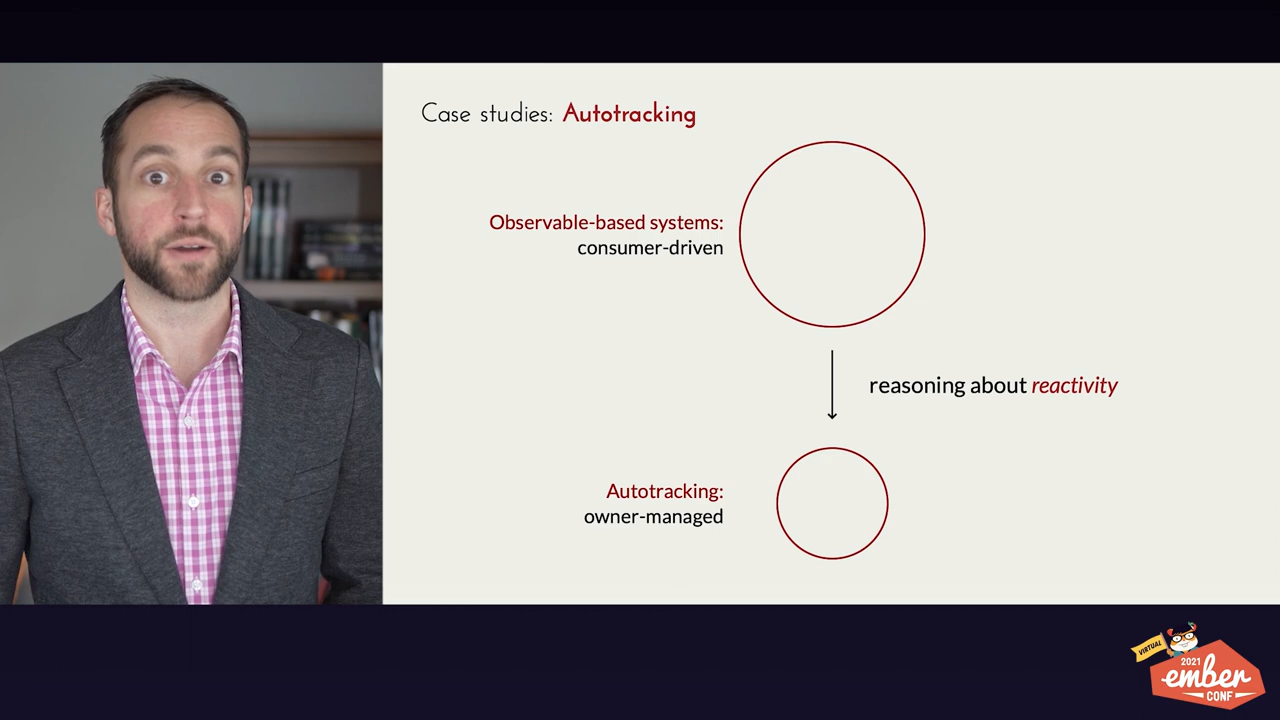 Case studies: Autotracking
Observable-based systems:
consumer-driven
reasoning about reactivity
Autotracking:
owner-managed
VIRTUAL
2021
ember
CONF